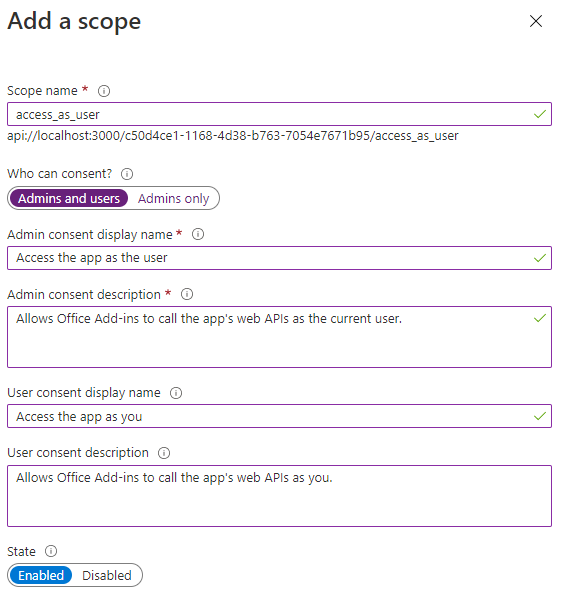 Add a scope
Scope name *
access_as_user
api://localhost:3000/c50d4ce1-1168-4d38-b763-7054e7671b95/access_as_user
Who can consent?
Admins and users Admins only
Admin consent display name *
Access the app as the user
Admin consent description *
Allows Office Add-ins to call the app's web APIs as the current user.
User consent display name
Access the app as you
User consent description
Allows Office Add-ins to call the app's web APIs as you.
State
Enabled Disabled